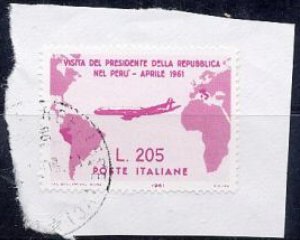 VISITA DEL PRESIDENTE DELLA REPUBBLICA
NEL PERU' - APRILE 1961
L. 205
POSTE ITALIANE
1961